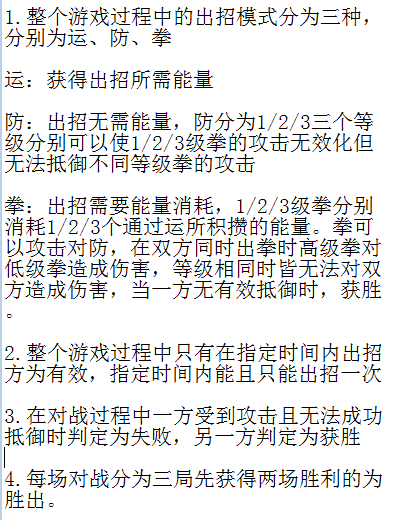 1.整个游戏过程中的出招模式分为三种，
分别为运、防、拳
运：获得出招所需能量
防：出招无需能量，防分为1/2/3三个等
级分别可以使1/2/3级拳的攻击无效化但
无法抵御不同等级拳的攻击
拳：出招需要能量消耗，1/2/3级拳分别
消耗1/2/3个通过运所积攒的能量。拳可
以攻击对防，在双方同时出拳时高级拳对
低级拳造成伤害，等级相同时皆无法对双
方造成伤害，当一方无有效抵御时，获胜
。
2.整个游戏过程中只有在指定时间内出招
方为有效，指定时间内能且只能出招一次
3.在对战过程中一方受到攻击且无法成功
抵御时判定为失败，另一方判定为获胜
4.每场对战分为三局先获得两场胜利的为
胜出。